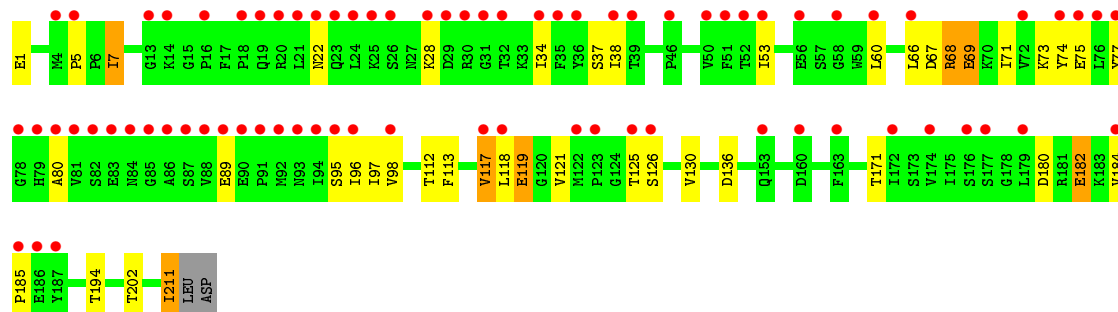 E1 M4 P5 P6 I7 G13 K14 G15 P16 F17 P18 Q19 R20 L21 N22 Q23 L24 K25 S26 N27 K28 D29 R30 G31 T32 K33 I34 F35 Y36 S37 I38 T39 P46 V50 F51 T52 I53 E56 S57 G58 W59 L60 L66 D67 R68 E69 K70 I71 V72 K73 Y74 E75 L76 Y77
G78 H79 A80 V81 S82 E83 N84 G85 A86 S87 V88 E89 E90 P91 M92 N93 I94 S95 I96 I97 V98 T112 F113 V117 L118 E119 G120 V121 M122 P123 G124 T125 S126 V130 D136 Q153 D160 F163 T171 I172 S173 V174 I175 S176 S177 G178 L179 D180 R181 E182 K183 V184
P185 E186 Y187 T194 T202 I211 LEU ASP